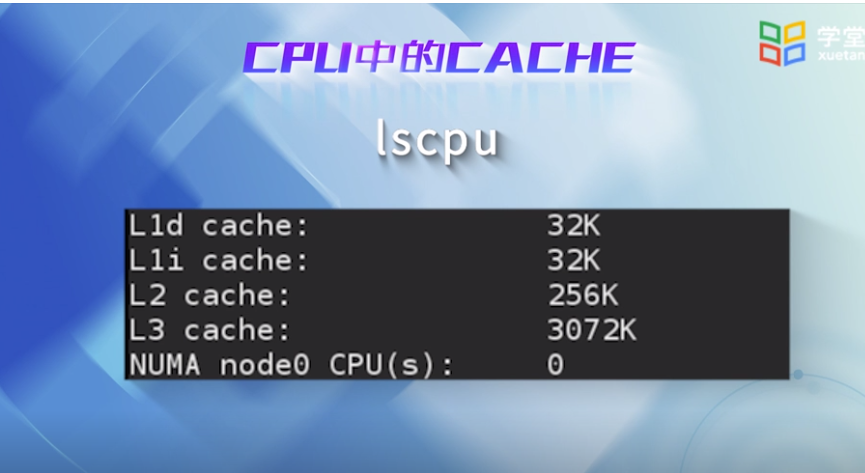 CPU中的CACHE
学堂
xuetan
lscpu
L1d cache: 32K
L1i cache: 32K
L2 cache: 256K
L3 cache: 3072K
NUMA node0 CPU(s): 0